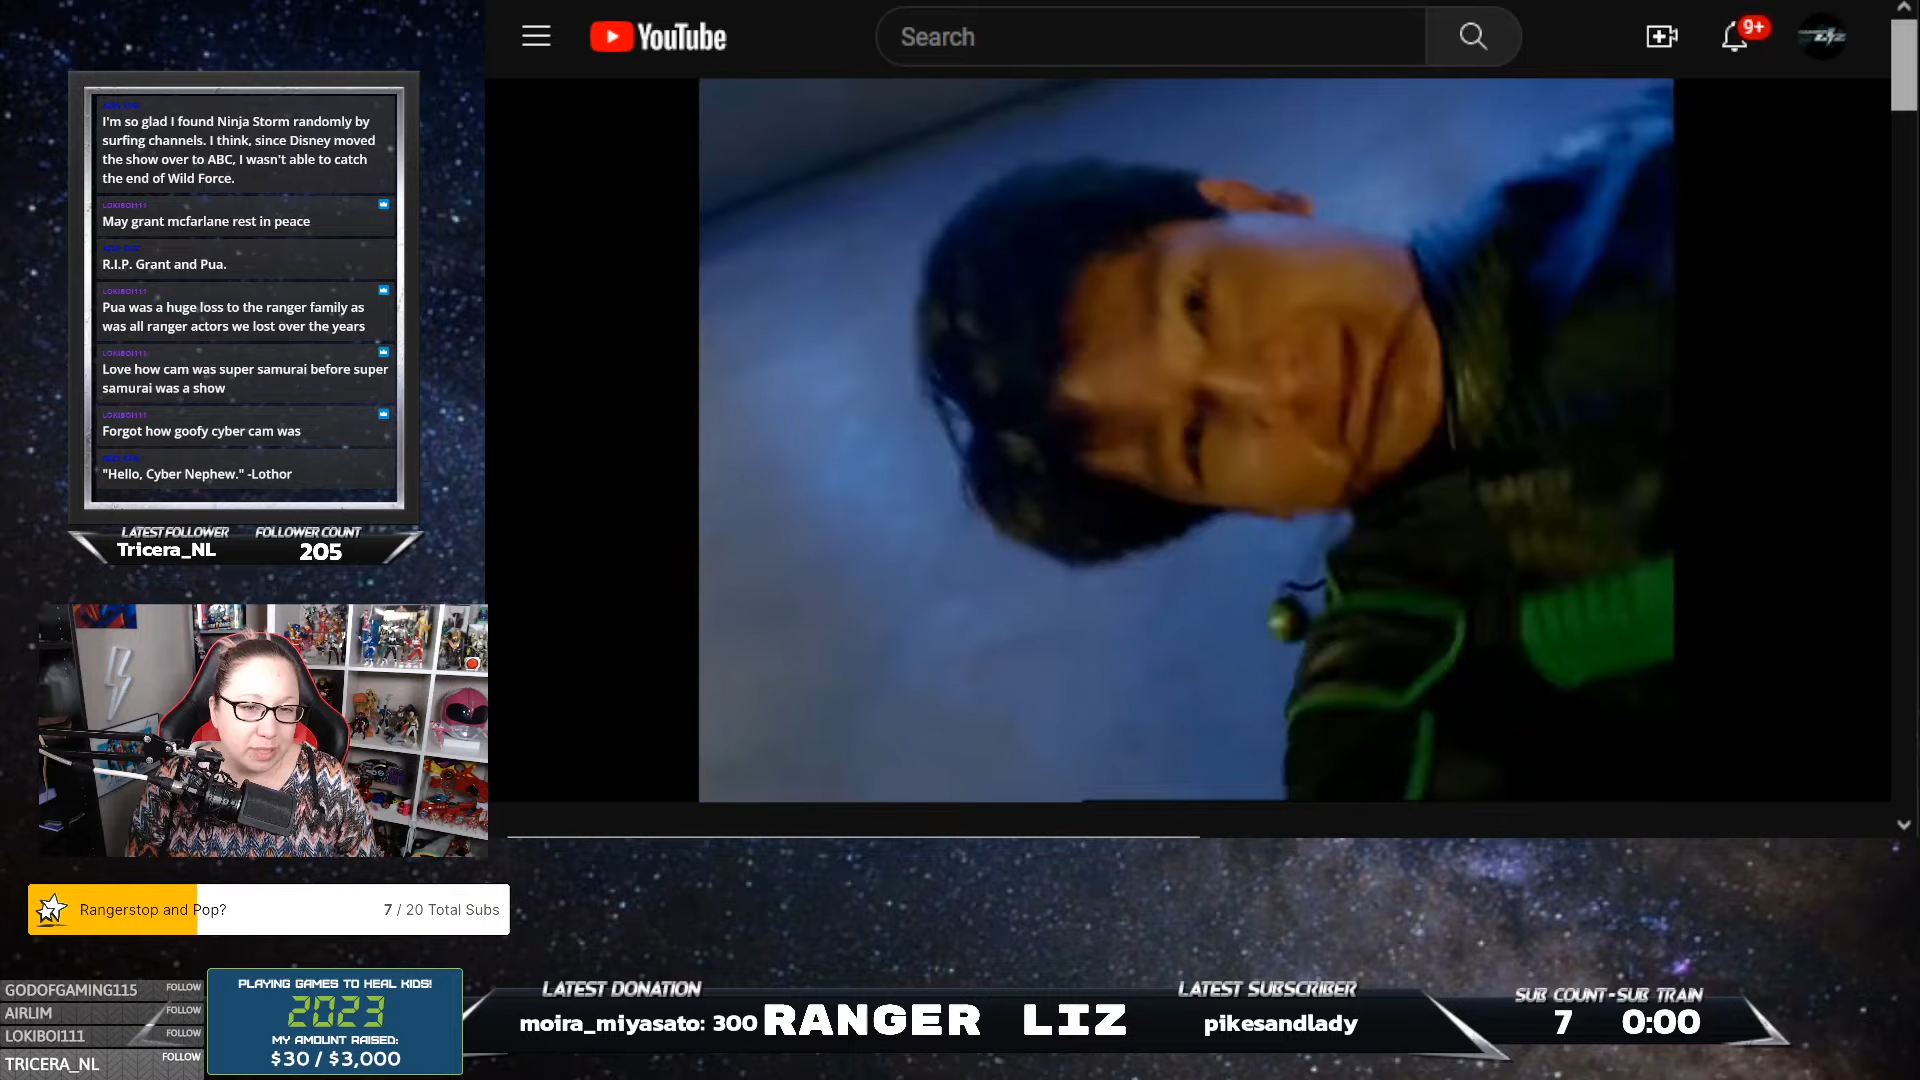 YouTube
Search
9+
I'm so glad I found Ninja Storm randomly by
surfing channels. I think, since Disney moved
the show over to ABC, I wasn't able to catch
the end of Wild Force.
LOKIBOI111
May grant mcfarlane rest in peace
R.I.P. Grant and Pua.
LOKIBOI111
Pua was a huge loss to the ranger family as
was all ranger actors we lost over the years
LOKIBOI111
Love how cam was super samurai before super
samurai was a show
LOKIBOI111
Forgot how goofy cyber cam was
"Hello, Cyber Nephew." -Lothor
LATEST FOLLOWER FOLLOWER COUNT
Tricera_NL 205
Rangerstop and Pop? 7 / 20 Total Subs
GODOFGAMING115 FOLLOW
AIRLIM FOLLOW
LOKIBOI111 FOLLOW
TRICERA_NL FOLLOW
PLAYING GAMES TO HEAL KIDS!
2023
MY AMOUNT RAISED:
$30 / $3,000
LATEST DONATION
moira_miyasato: 300
RANGER LIZ
LATEST SUBSCRIBER
pikesandlady
SUB COUNT-SUB TRAIN
7 0:00